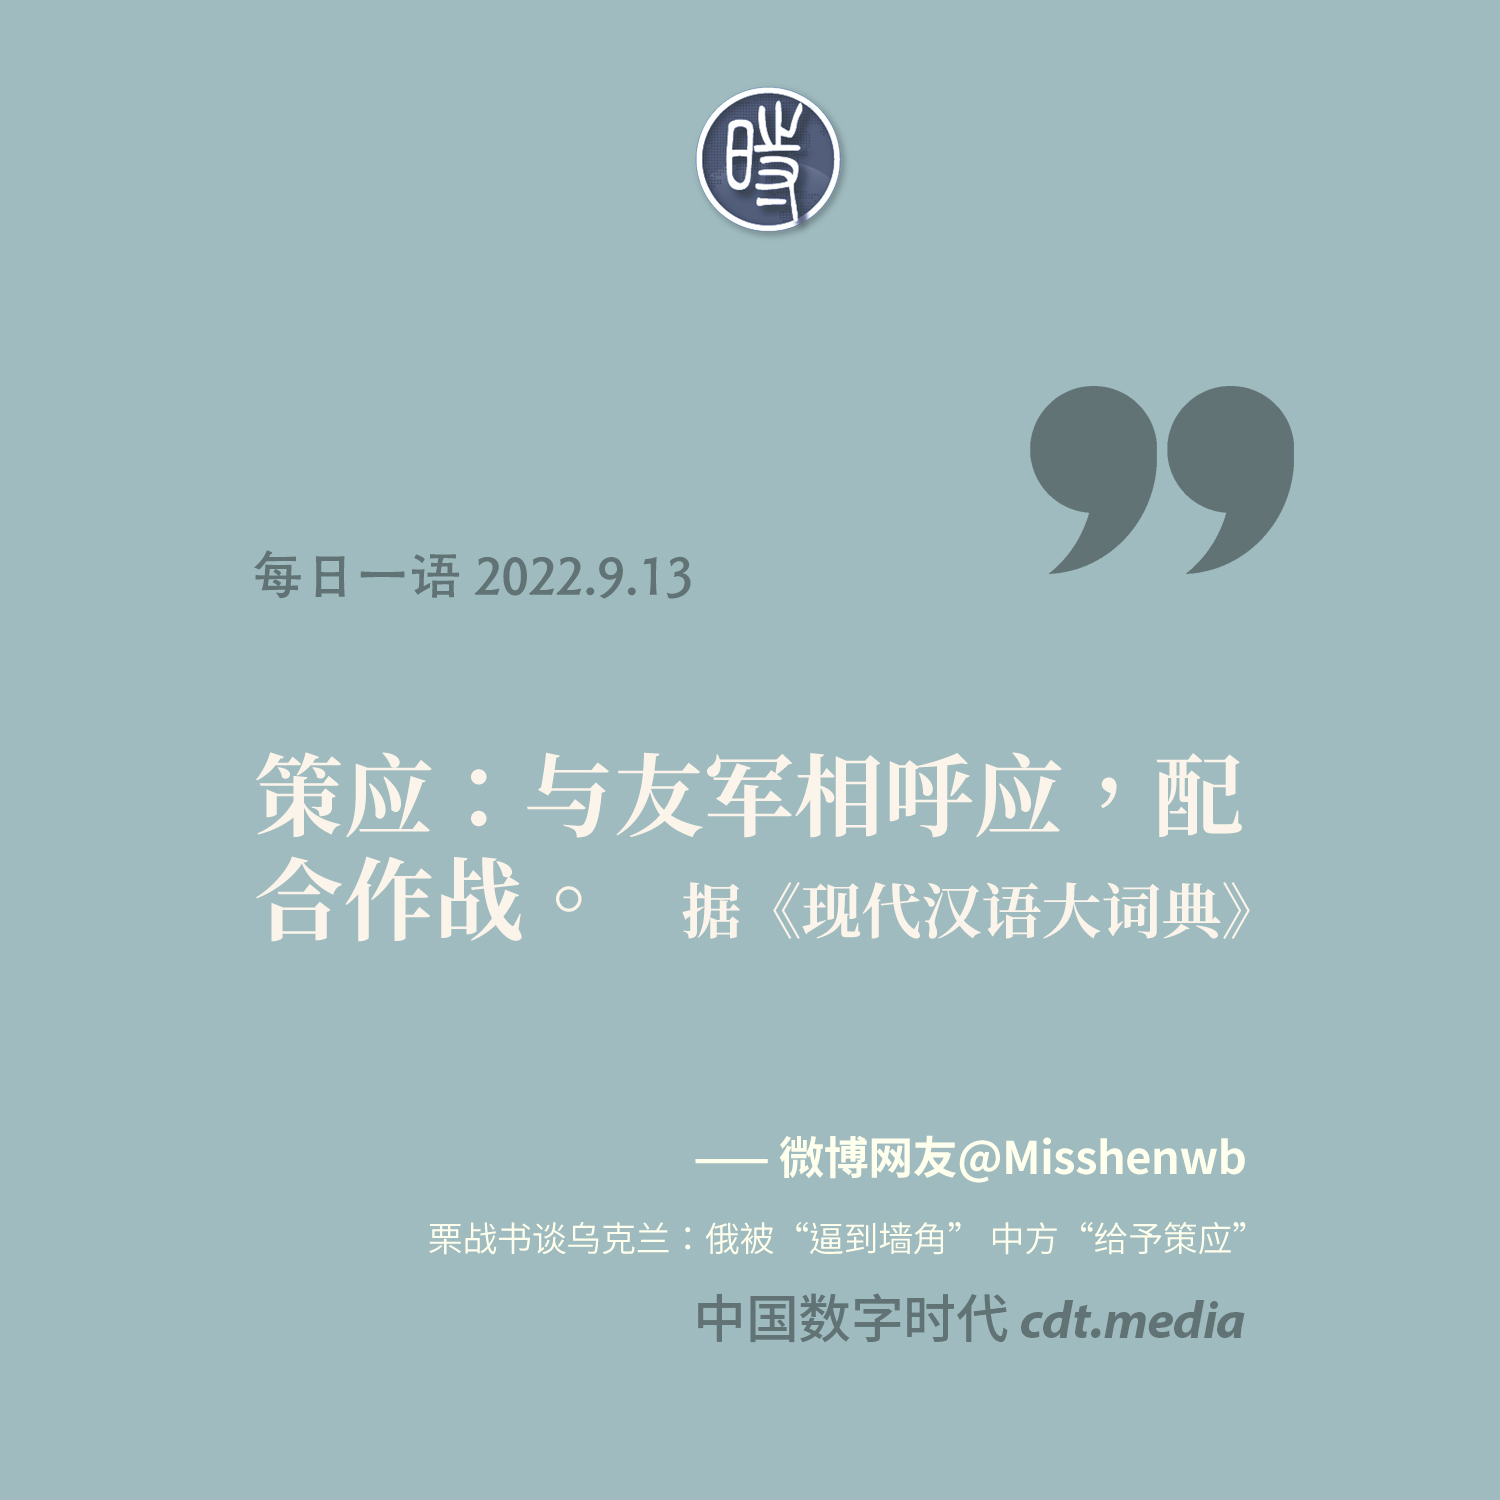 時
每日一语 2022.9.13
”
策应：与友军相呼应，配
合作战。 据《现代汉语大词典》
—— 微博网友@Misshenwb
栗战书谈乌克兰：俄被“逼到墙角” 中方“给予策应”
中国数字时代 cdt.media